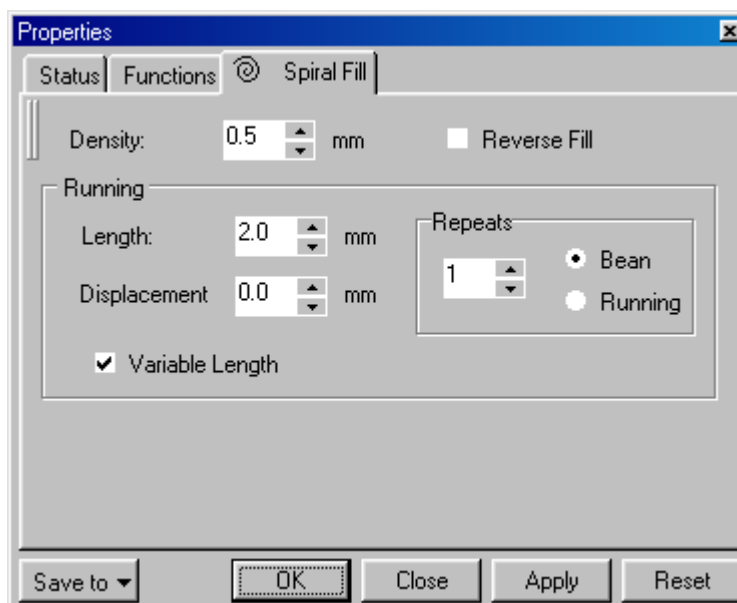 Properties
Status Functions Spiral Fill
Density: 0.5 mm Reverse Fill
Running
Length: 2.0 mm
Displacement 0.0 mm
Variable Length
Repeats
1
Bean
Running
Save to OK Close Apply Reset